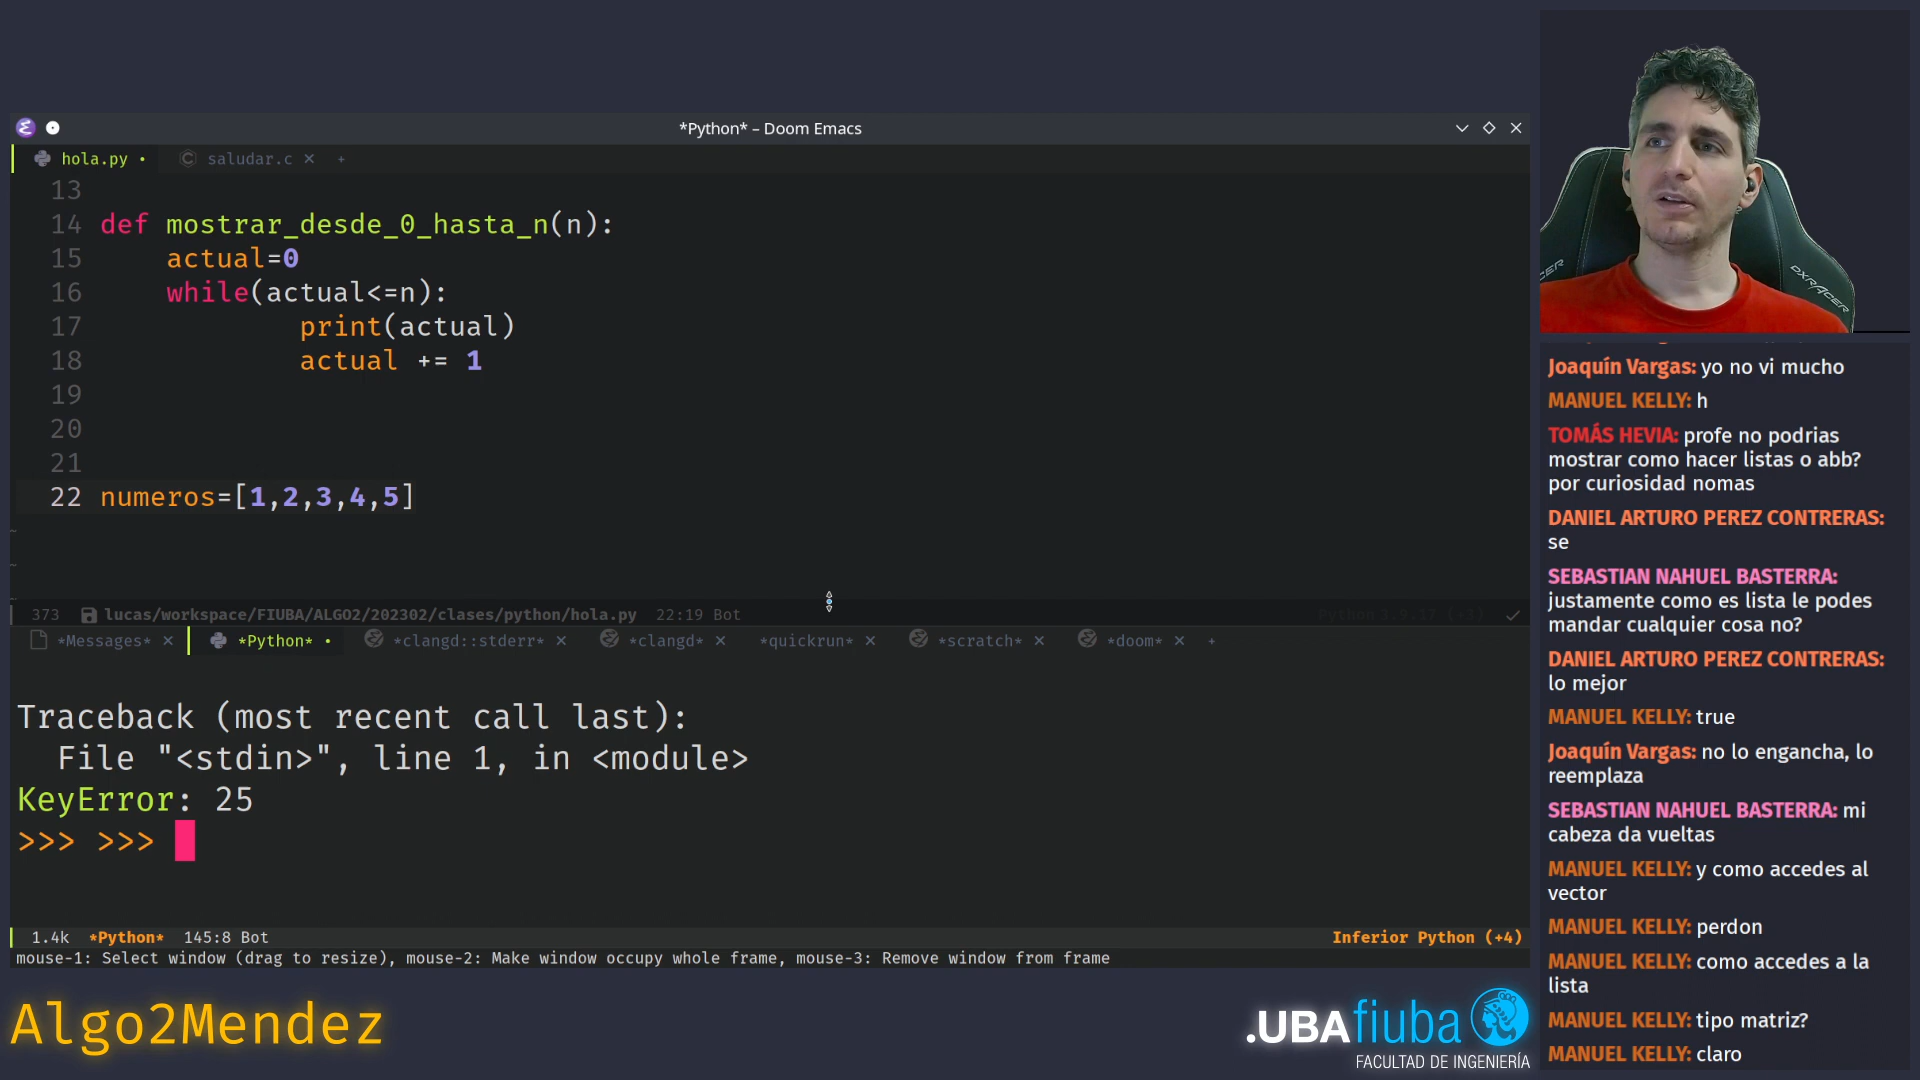 *Python* – Doom Emacs
hola.py • saludar.c × +
13
14 def mostrar_desde_0_hasta_n(n):
15 actual=0
16 while(actual<=n):
17 print(actual)
18 actual += 1
19
20
21
22 numeros=[1,2,3,4,5]
~
~
~
373 lucas/workspace/FIUBA/ALGO2/202302/clases/python/hola.py 22:19 Bot
*Messages* × *Python* • *clangd::stderr* × *clangd* × *quickrun* × *scratch* × *doom* × +
Traceback (most recent call last):
File "<stdin>", line 1, in <module>
KeyError: 25
>>> >>>
1.4k *Python* 145:8 Bot Inferior Python (+4)
mouse-1: Select window (drag to resize), mouse-2: Make window occupy whole frame, mouse-3: Remove window from frame
Algo2Mendez
.UBAfiuba
FACULTAD DE INGENIERÍA
DXRACER
Joaquín Vargas: yo no vi mucho
MANUEL KELLY: h
TOMÁS HEVIA: profe no podrias
mostrar como hacer listas o abb?
por curiosidad nomas
DANIEL ARTURO PEREZ CONTRERAS:
se
SEBASTIAN NAHUEL BASTERRA:
justamente como es lista le podes
mandar cualquier cosa no?
DANIEL ARTURO PEREZ CONTRERAS:
lo mejor
MANUEL KELLY: true
Joaquín Vargas: no lo engancha, lo
reemplaza
SEBASTIAN NAHUEL BASTERRA: mi
cabeza da vueltas
MANUEL KELLY: y como accedes al
vector
MANUEL KELLY: perdon
MANUEL KELLY: como accedes a la
lista
MANUEL KELLY: tipo matriz?
MANUEL KELLY: claro